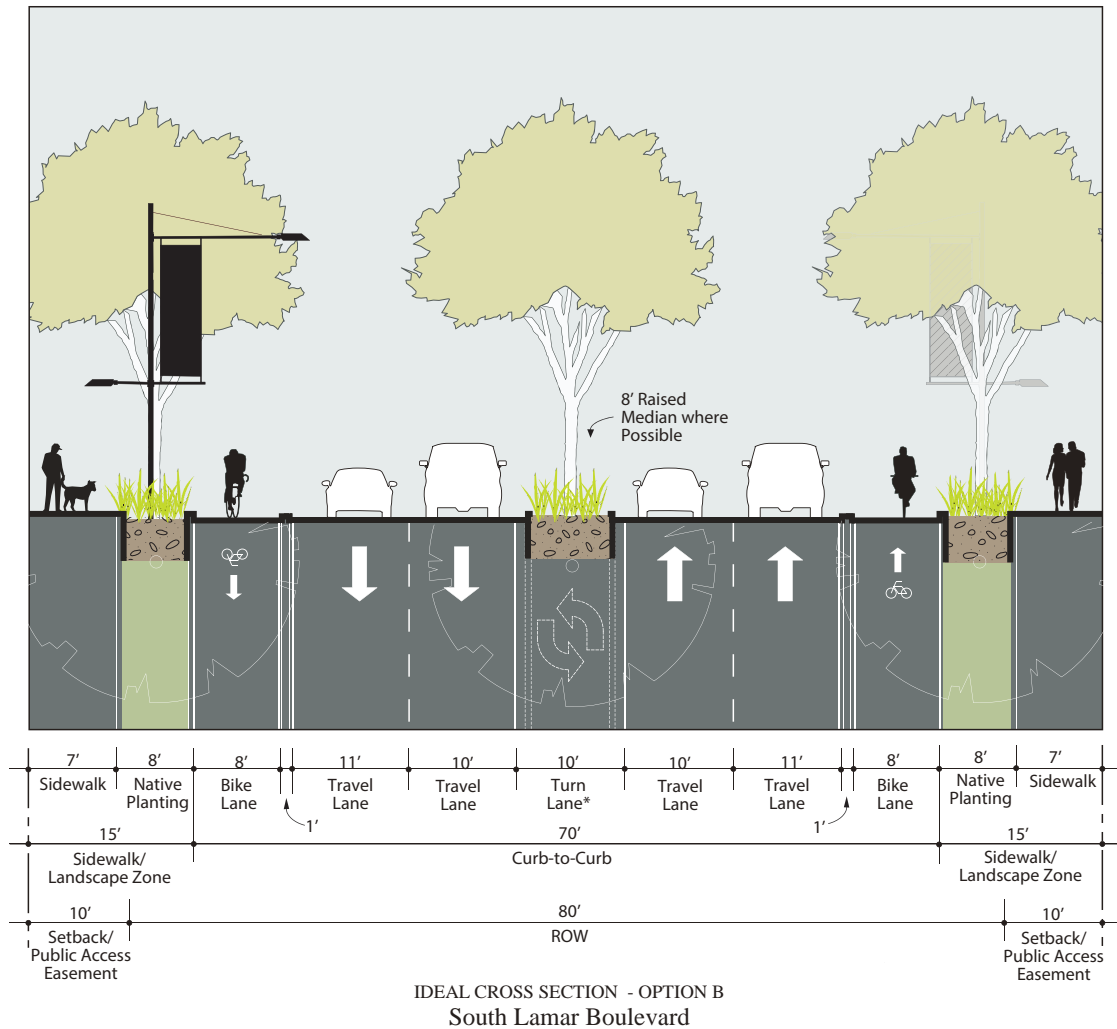 8’ Raised
Median where
Possible
7’ 8’ 8’ 11’ 10’ 10’ 10’ 11’ 8’ 8’ 7’
Sidewalk Native Bike Travel Travel Turn Travel Travel Bike Native Sidewalk
Planting Lane Lane Lane Lane* Lane Lane Lane Planting
1’ 1’
15’ 70’ 15’
Sidewalk/ Curb-to-Curb Sidewalk/
Landscape Zone Landscape Zone
10’ 80’ 10’
Setback/ ROW Setback/
Public Access Public Access
Easement Easement
IDEAL CROSS SECTION - OPTION B
South Lamar Boulevard